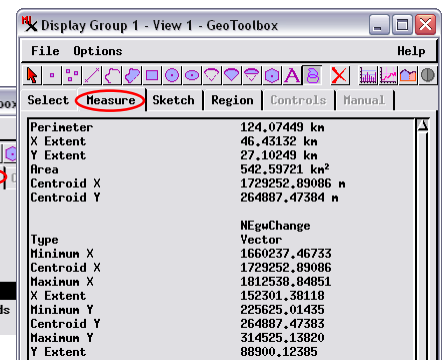 Display Group 1 - View 1 - GeoToolbox
File Options Help
Select Measure Sketch Region Controls Manual
Perimeter 124.07449 km
X Extent 46.43132 km
Y Extent 27.10249 km
Area 542.59721 km²
Centroid X 1729252.89086 m
Centroid Y 264887.47384 m
NEgwChange
Type Vector
Minimum X 1660237.46733
Centroid X 1729252.89086
Maximum X 1812538.84851
X Extent 152301.38118
Minimum Y 225625.01435
Centroid Y 264887.47383
Maximum Y 314525.13820
Y Extent 88900.12385